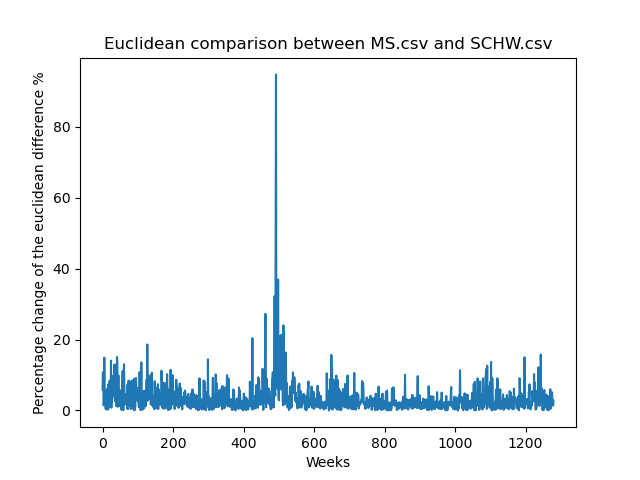 Euclidean comparison between MS.csv and SCHW.csv
Percentage change of the euclidean difference %
80
60
40
20
0
0 200 400 600 800 1000 1200
Weeks